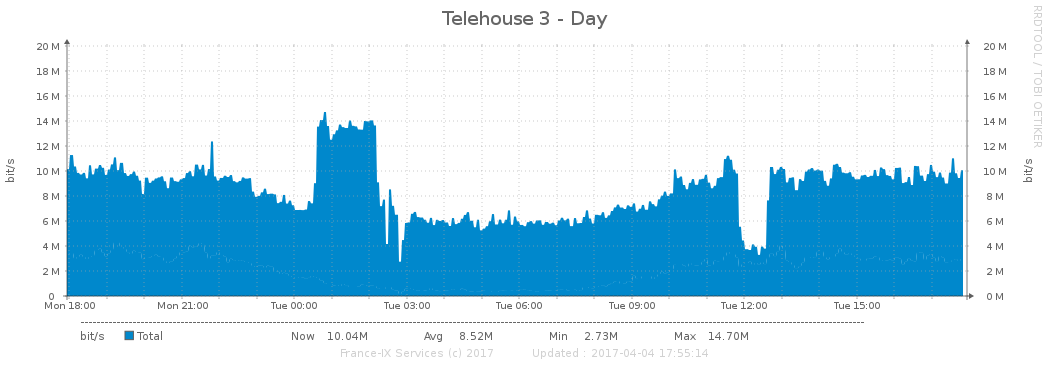 Telehouse 3 - Day
RRDTOOL / TOBI OETIKER
20 M 20 M
18 M 18 M
16 M 16 M
14 M 14 M
12 M 12 M
10 M 10 M
8 M 8 M
6 M 6 M
4 M 4 M
2 M 2 M
0 0 M
bit/s bit/s
Mon 18:00 Mon 21:00 Tue 00:00 Tue 03:00 Tue 06:00 Tue 09:00 Tue 12:00 Tue 15:00
bit/s Total Now 10.04M Avg 8.52M Min 2.73M Max 14.70M
France-IX Services (c) 2017 Updated : 2017-04-04 17:55:14